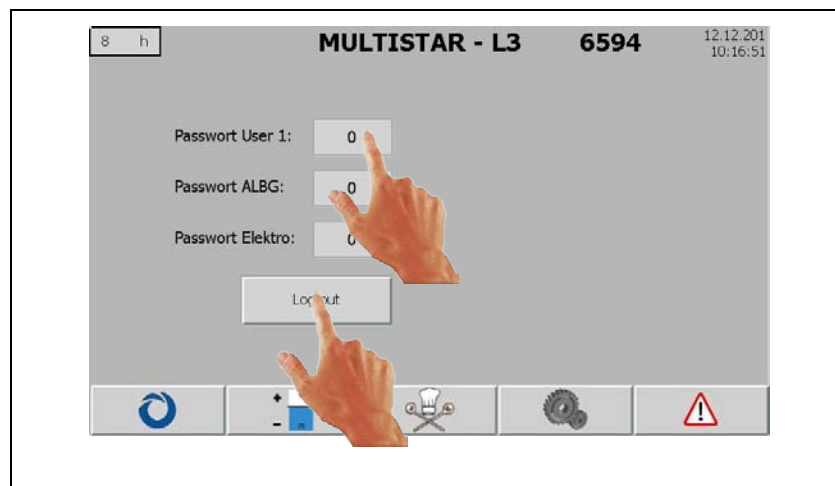 8 h
MULTISTAR - L3 6594
12.12.201
10:16:51
Passwort User 1: 0
Passwort ALBG: 0
Passwort Elektro: 0
Logout
+
-